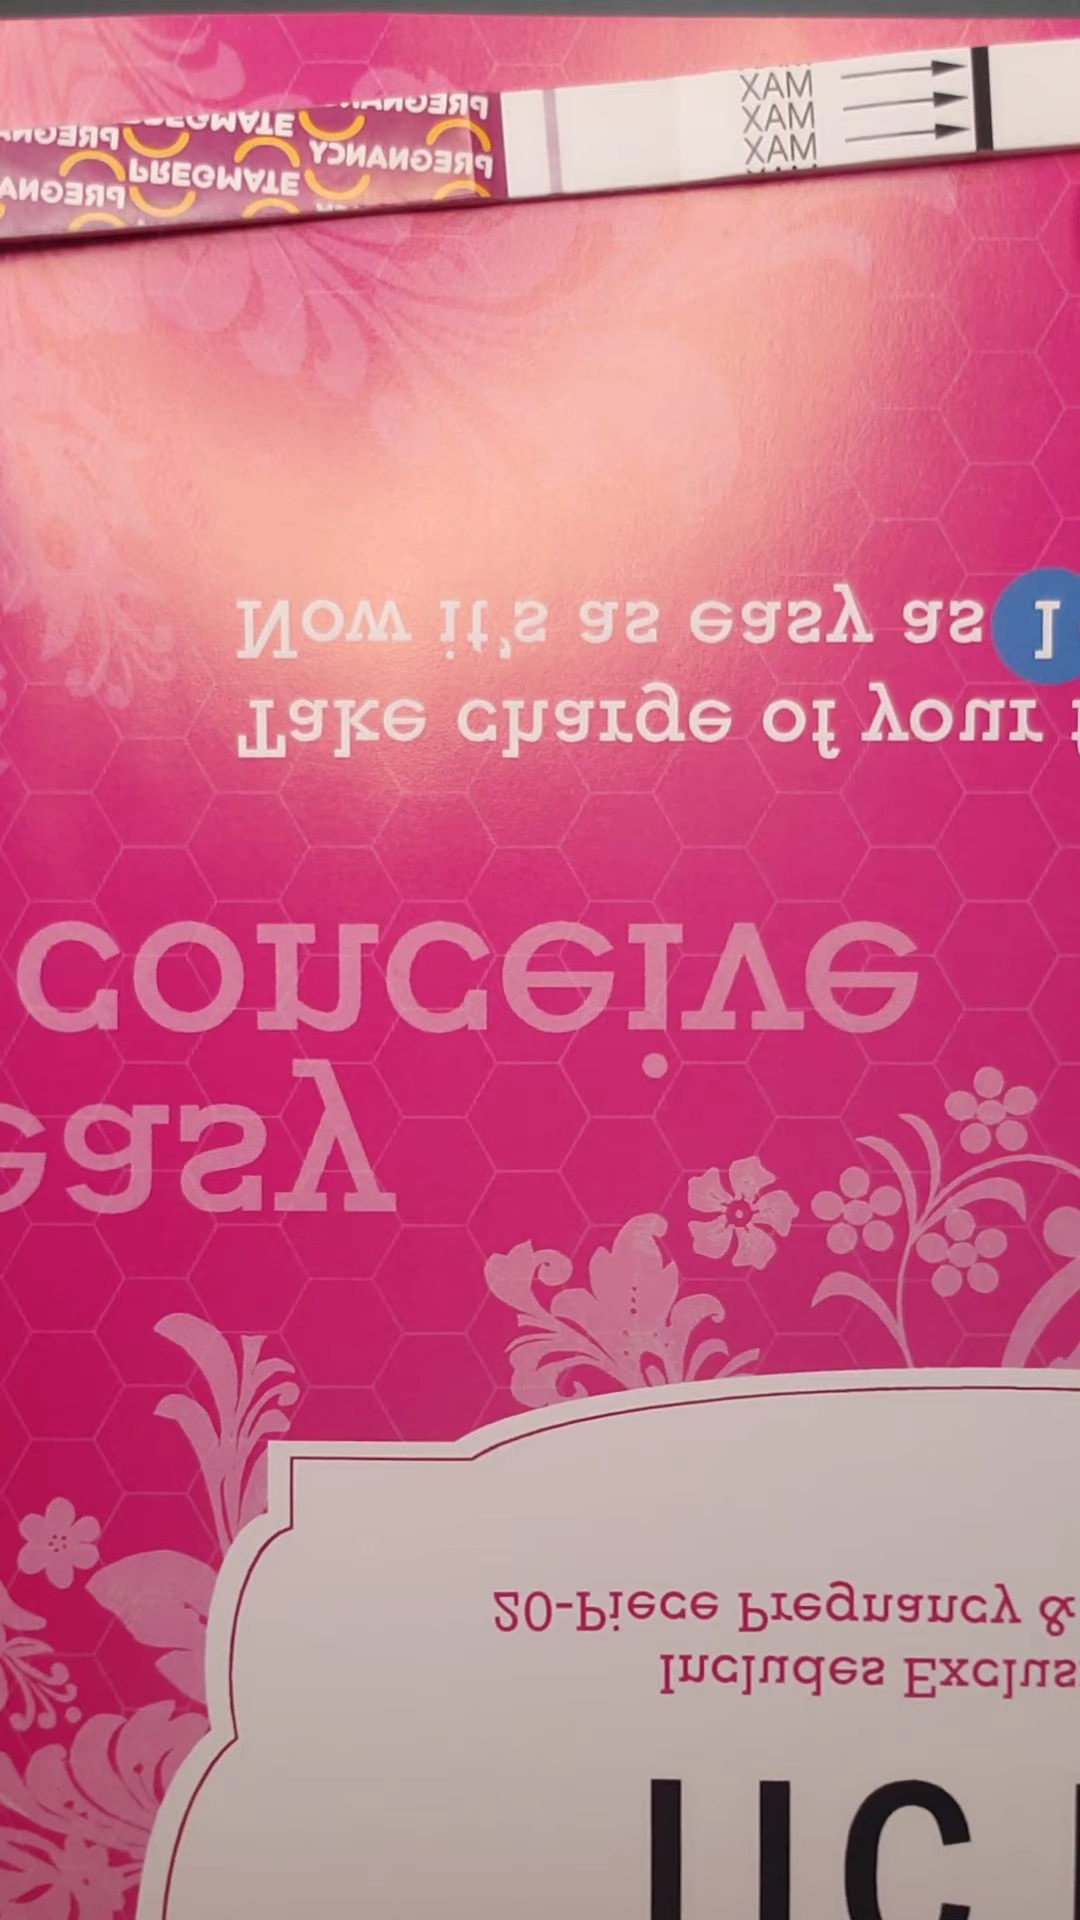 Includes
20-Piece Pregnancy &
easy
conceive
Take charge of your
Now it's as easy as 1
MAX
MAX
MAX
PREGMATE PREGNANCY
PREGMATE